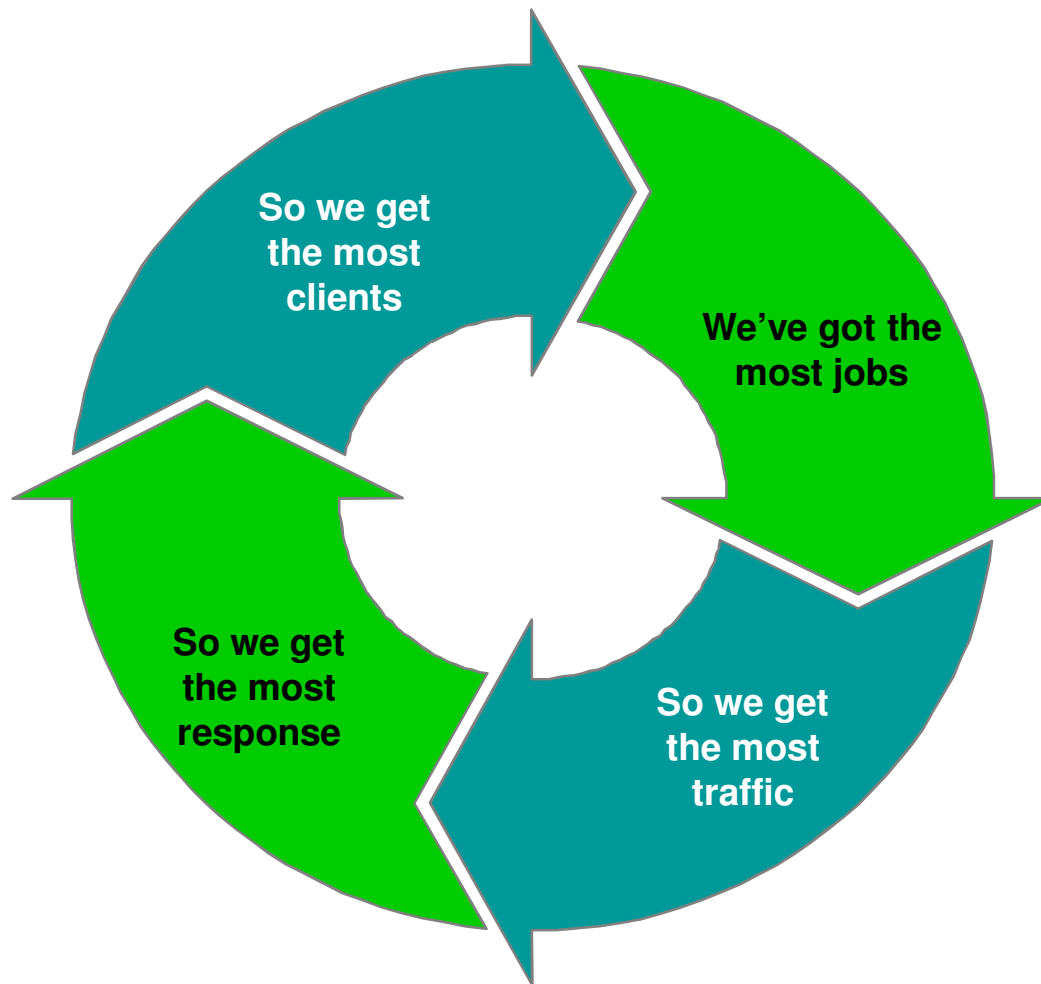 So we get
the most
clients
We’ve got the
most jobs
So we get
the most
response
So we get
the most
traffic